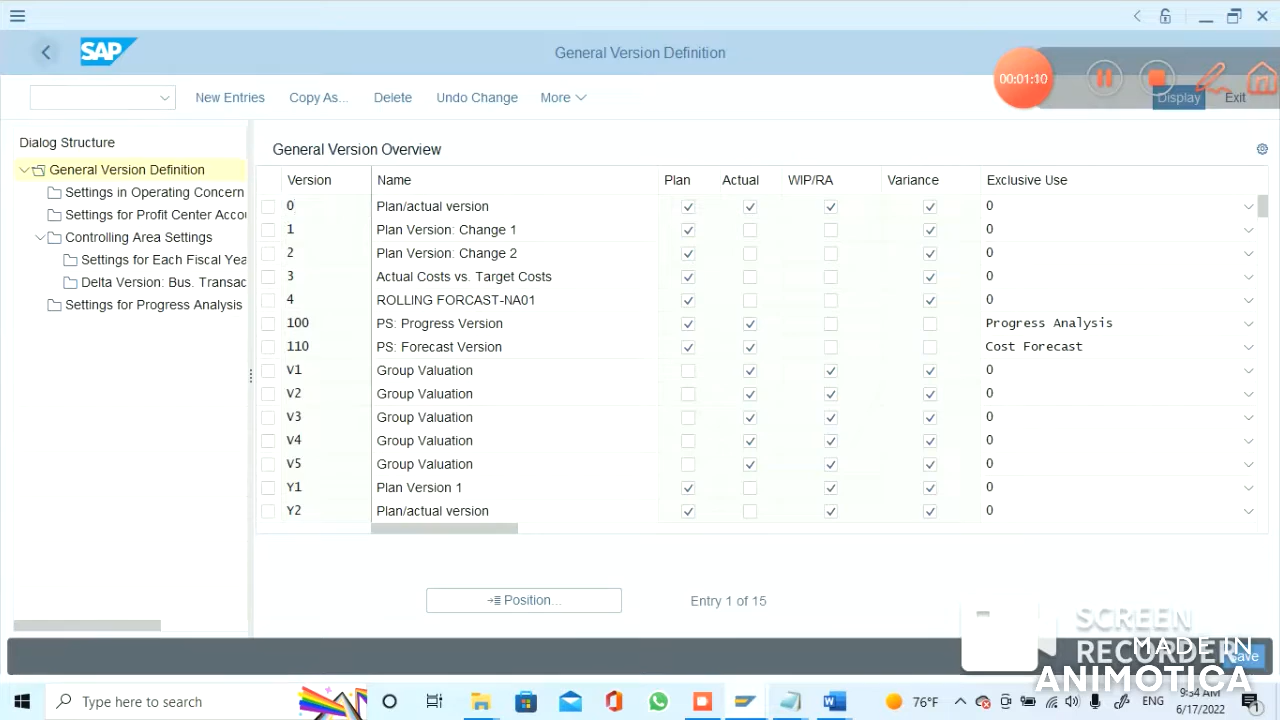 SAP
General Version Definition
00:01:10
New Entries Copy As... Delete Undo Change More Display Exit
Dialog Structure
General Version Definition
Settings in Operating Concern
Settings for Profit Center Accou
Controlling Area Settings
Settings for Each Fiscal Yea
Delta Version: Bus. Transac
Settings for Progress Analysis
General Version Overview
Version Name Plan Actual WIP/RA Variance Exclusive Use
0 Plan/actual version 0
1 Plan Version: Change 1 0
2 Plan Version: Change 2 0
3 Actual Costs vs. Target Costs 0
4 ROLLING FORCAST-NA01 0
100 PS: Progress Version Progress Analysis
110 PS: Forecast Version Cost Forecast
V1 Group Valuation 0
V2 Group Valuation 0
V3 Group Valuation 0
V4 Group Valuation 0
V5 Group Valuation 0
Y1 Plan Version 1 0
Y2 Plan/actual version 0
Position... Entry 1 of 15
SCREEN
RECORDER
MADE IN
ANIMOTICA
Save
Type here to search
76°F ENG
9:34 AM
6/17/2022